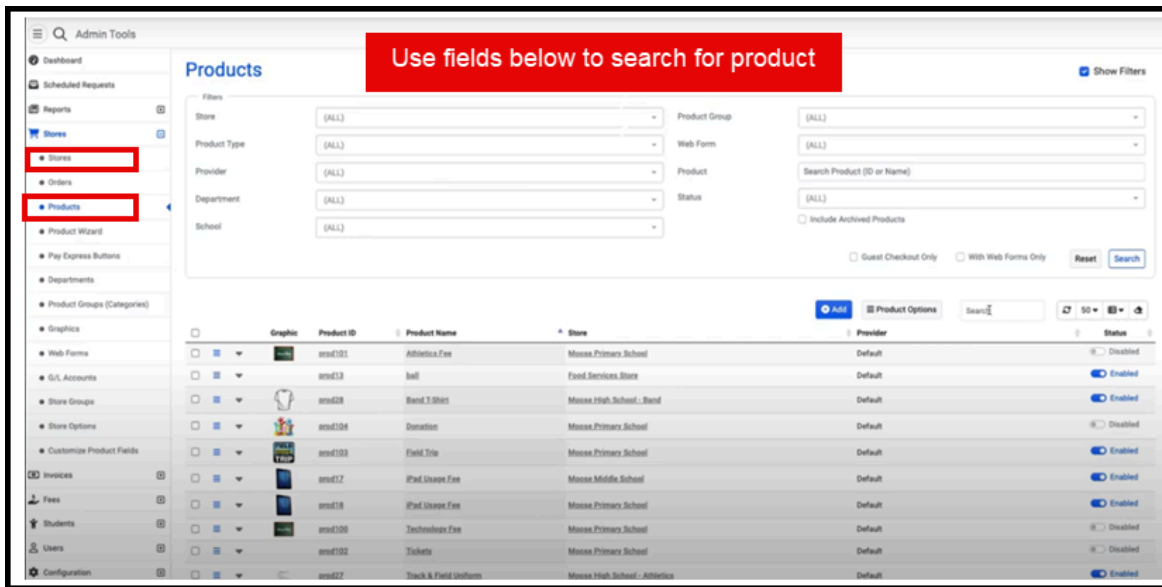 Admin Tools
Use fields below to search for product
Dashboard
Scheduled Requests
Reports
Stores
Stores
Orders
Products
Product Wizard
Pay Express Buttons
Departments
Product Groups (Categories)
Graphics
Web Forms
G/L Accounts
Store Groups
Store Options
Customize Product Fields
Invoices
Fees
Students
Users
Configuration
Products
Show Filters
Filters
Store (ALL) Product Group (ALL)
Product Type (ALL) Web Form (ALL)
Provider (ALL) Product Search Product (ID or Name)
Department (ALL) Status (ALL)
Include Archived Products
School (ALL)
Guest Checkout Only With Web Forms Only Reset Search
Add Product Options Search 50
Graphic Product ID Product Name Store Provider Status
prod101 Athletics Fee Moose Primary School Default Disabled
prod13 ball Food Services Store Default Enabled
prod28 Band T-Shirt Moose High School - Band Default Enabled
prod104 Donation Moose Primary School Default Disabled
FIELD TRIP prod103 Field Trip Moose Primary School Default Enabled
prod17 iPad Usage Fee Moose Middle School Default Enabled
prod18 iPad Usage Fee Moose Primary School Default Enabled
prod100 Technology Fee Moose Primary School Default Disabled
prod102 Tickets Moose Primary School Default Disabled
prod27 Track & Field Uniform Moose High School - Athletics Default Enabled